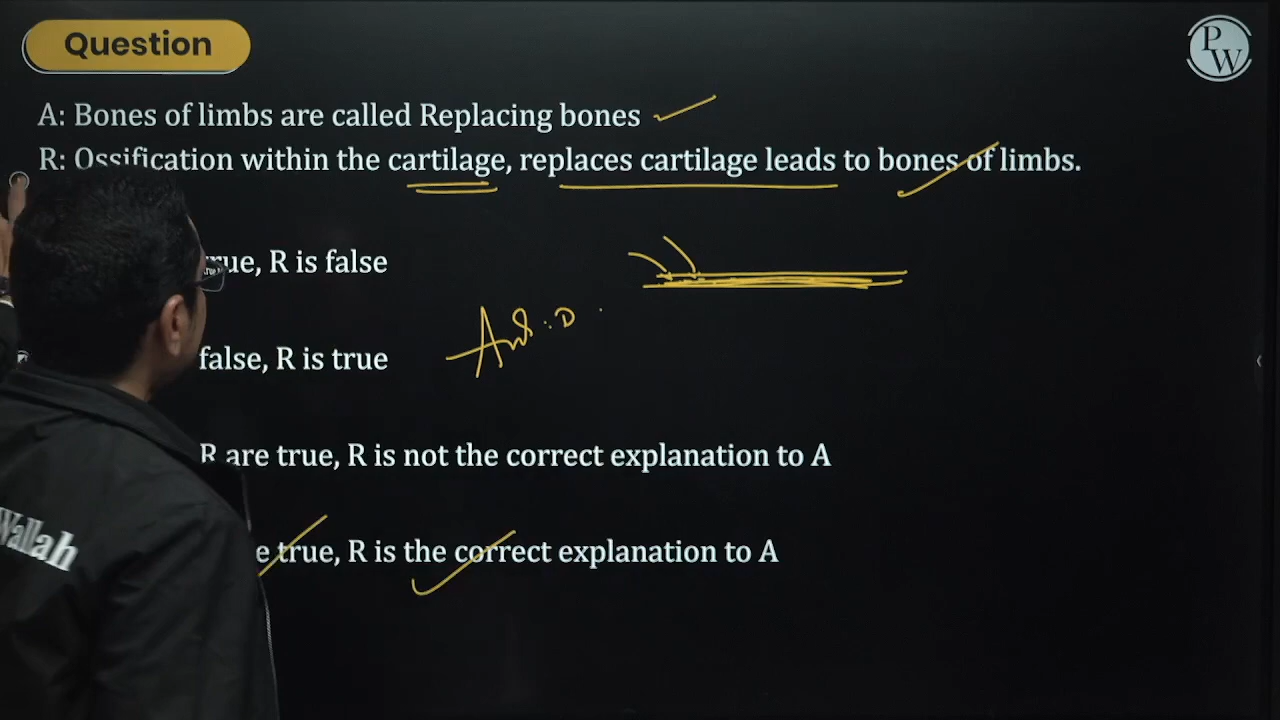 Question
PW
A: Bones of limbs are called Replacing bones
R: Ossification within the cartilage, replaces cartilage leads to bones of limbs.
true, R is false
Ans: D
false, R is true
R are true, R is not the correct explanation to A
Wallah
e true, R is the correct explanation to A